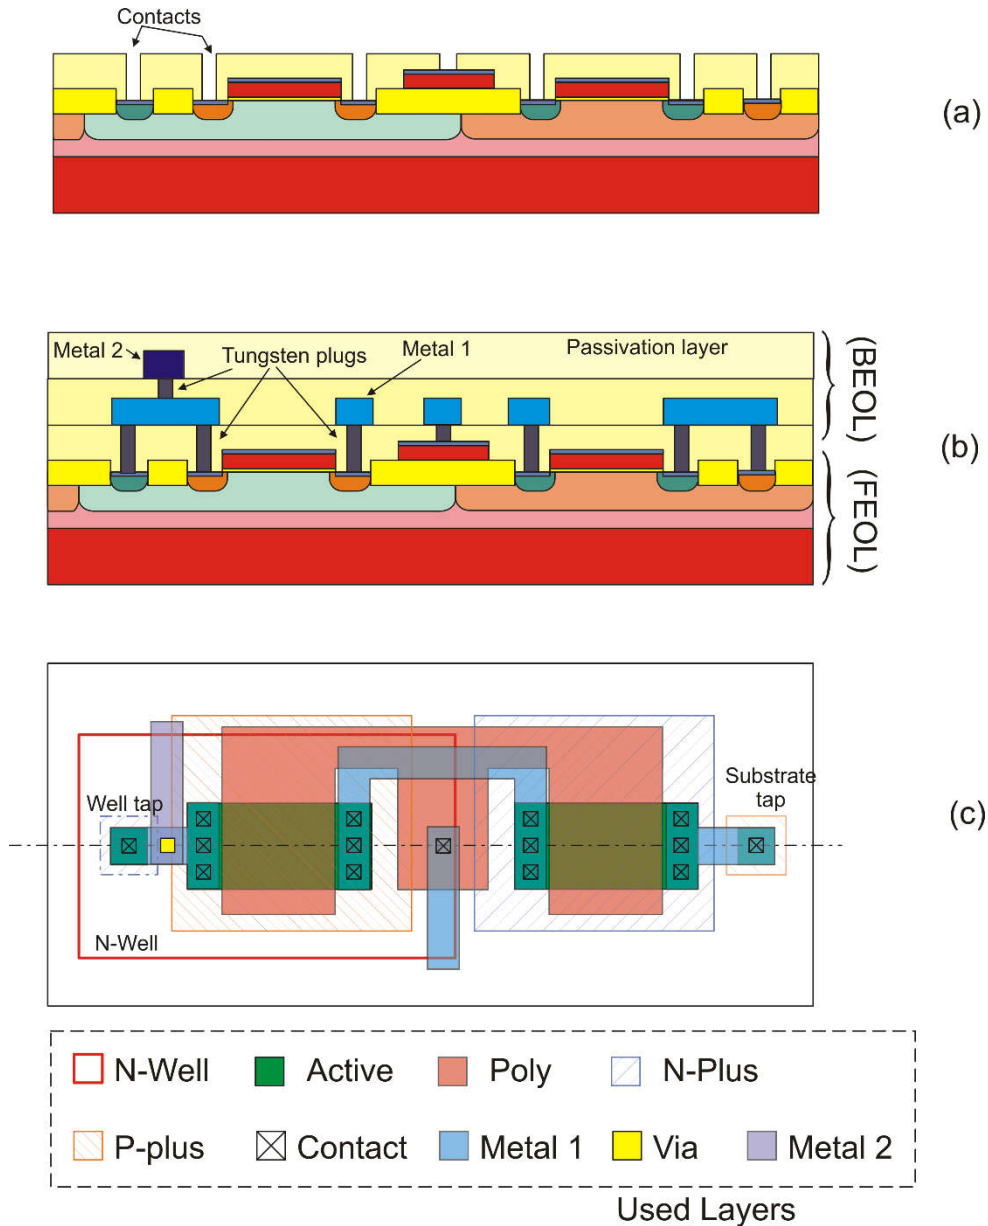 Contacts
(a)
Metal 2
Tungsten plugs
Metal 1
Passivation layer
(BEOL)
(b)
(FEOL)
Well tap
Substrate
tap
(c)
N-Well
N-Well
Active
Poly
N-Plus
P-plus
Contact
Metal 1
Via
Metal 2
Used Layers